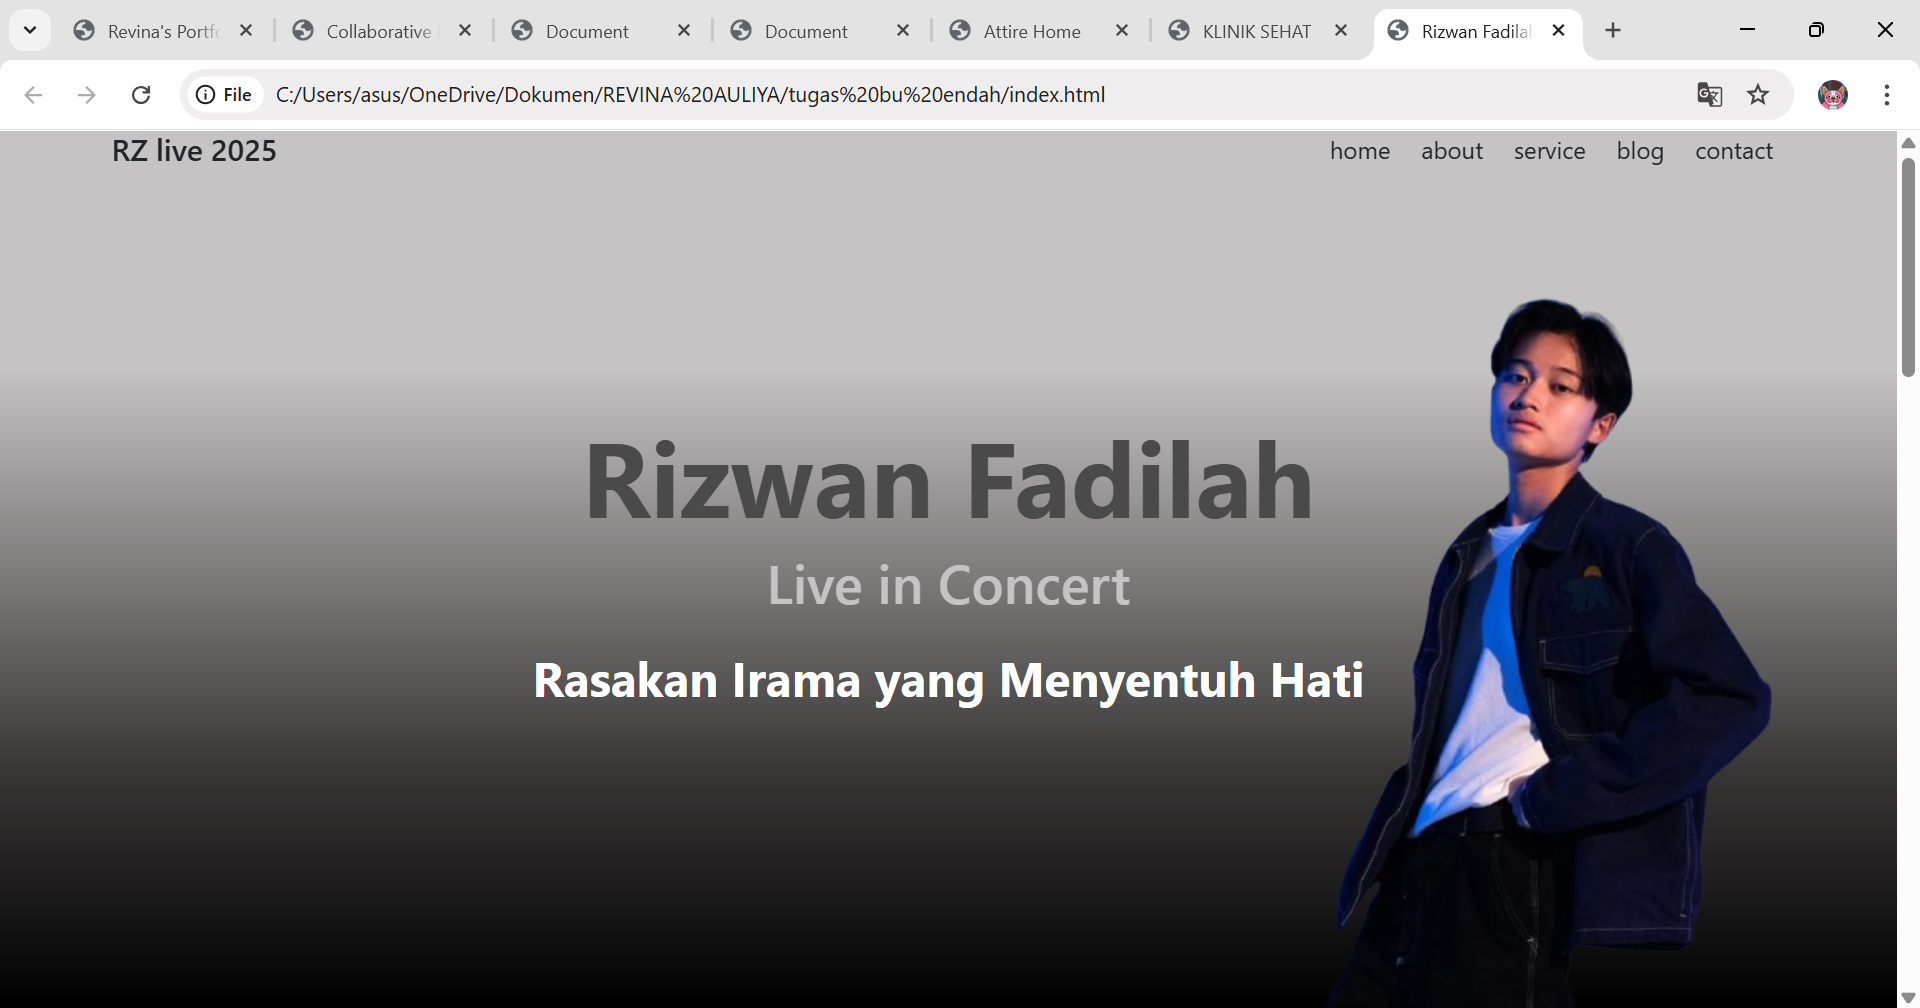 Revina's Portfo
Collaborative
Document
Document
Attire Home
KLINIK SEHAT
Rizwan Fadilah
File
C:/Users/asus/OneDrive/Dokumen/REVINA%20AULIYA/tugas%20bu%20endah/index.html
RZ live 2025
home
about
service
blog
contact
Rizwan Fadilah
Live in Concert
Rasakan Irama yang Menyentuh Hati